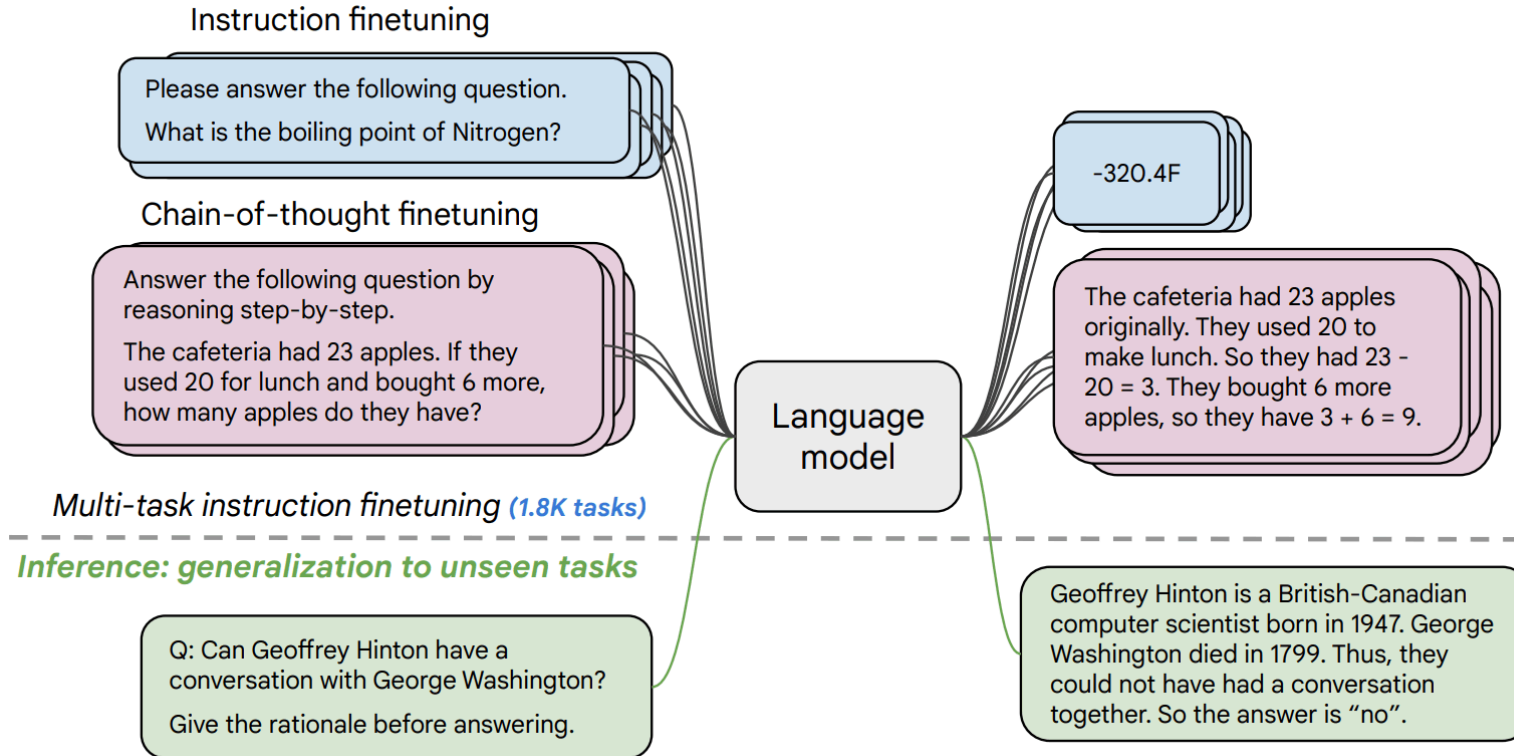 Instruction finetuning
Please answer the following question.
What is the boiling point of Nitrogen?
-320.4F
Chain-of-thought finetuning
Answer the following question by
reasoning step-by-step.
The cafeteria had 23 apples. If they
used 20 for lunch and bought 6 more,
how many apples do they have?
The cafeteria had 23 apples
originally. They used 20 to
make lunch. So they had 23 -
20 = 3. They bought 6 more
apples, so they have 3 + 6 = 9.
Language
model
Multi-task instruction finetuning (1.8K tasks)
Inference: generalization to unseen tasks
Q: Can Geoffrey Hinton have a
conversation with George Washington?
Give the rationale before answering.
Geoffrey Hinton is a British-Canadian
computer scientist born in 1947. George
Washington died in 1799. Thus, they
could not have had a conversation
together. So the answer is “no”.